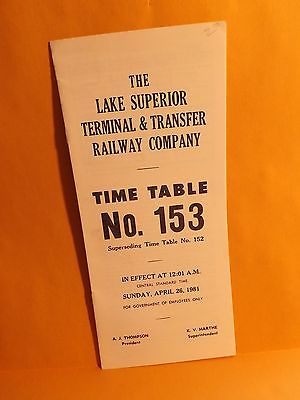 THE
LAKE SUPERIOR
TERMINAL & TRANSFER
RAILWAY COMPANY
TIME TABLE
No. 153
Superseding Time Table No. 152
IN EFFECT AT 12:01 A.M.
CENTRAL STANDARD TIME
SUNDAY, APRIL 26, 1981
FOR GOVERNMENT OF EMPLOYEES ONLY
A. J. THOMPSON
President
K. V. MARTHE
Superintendent